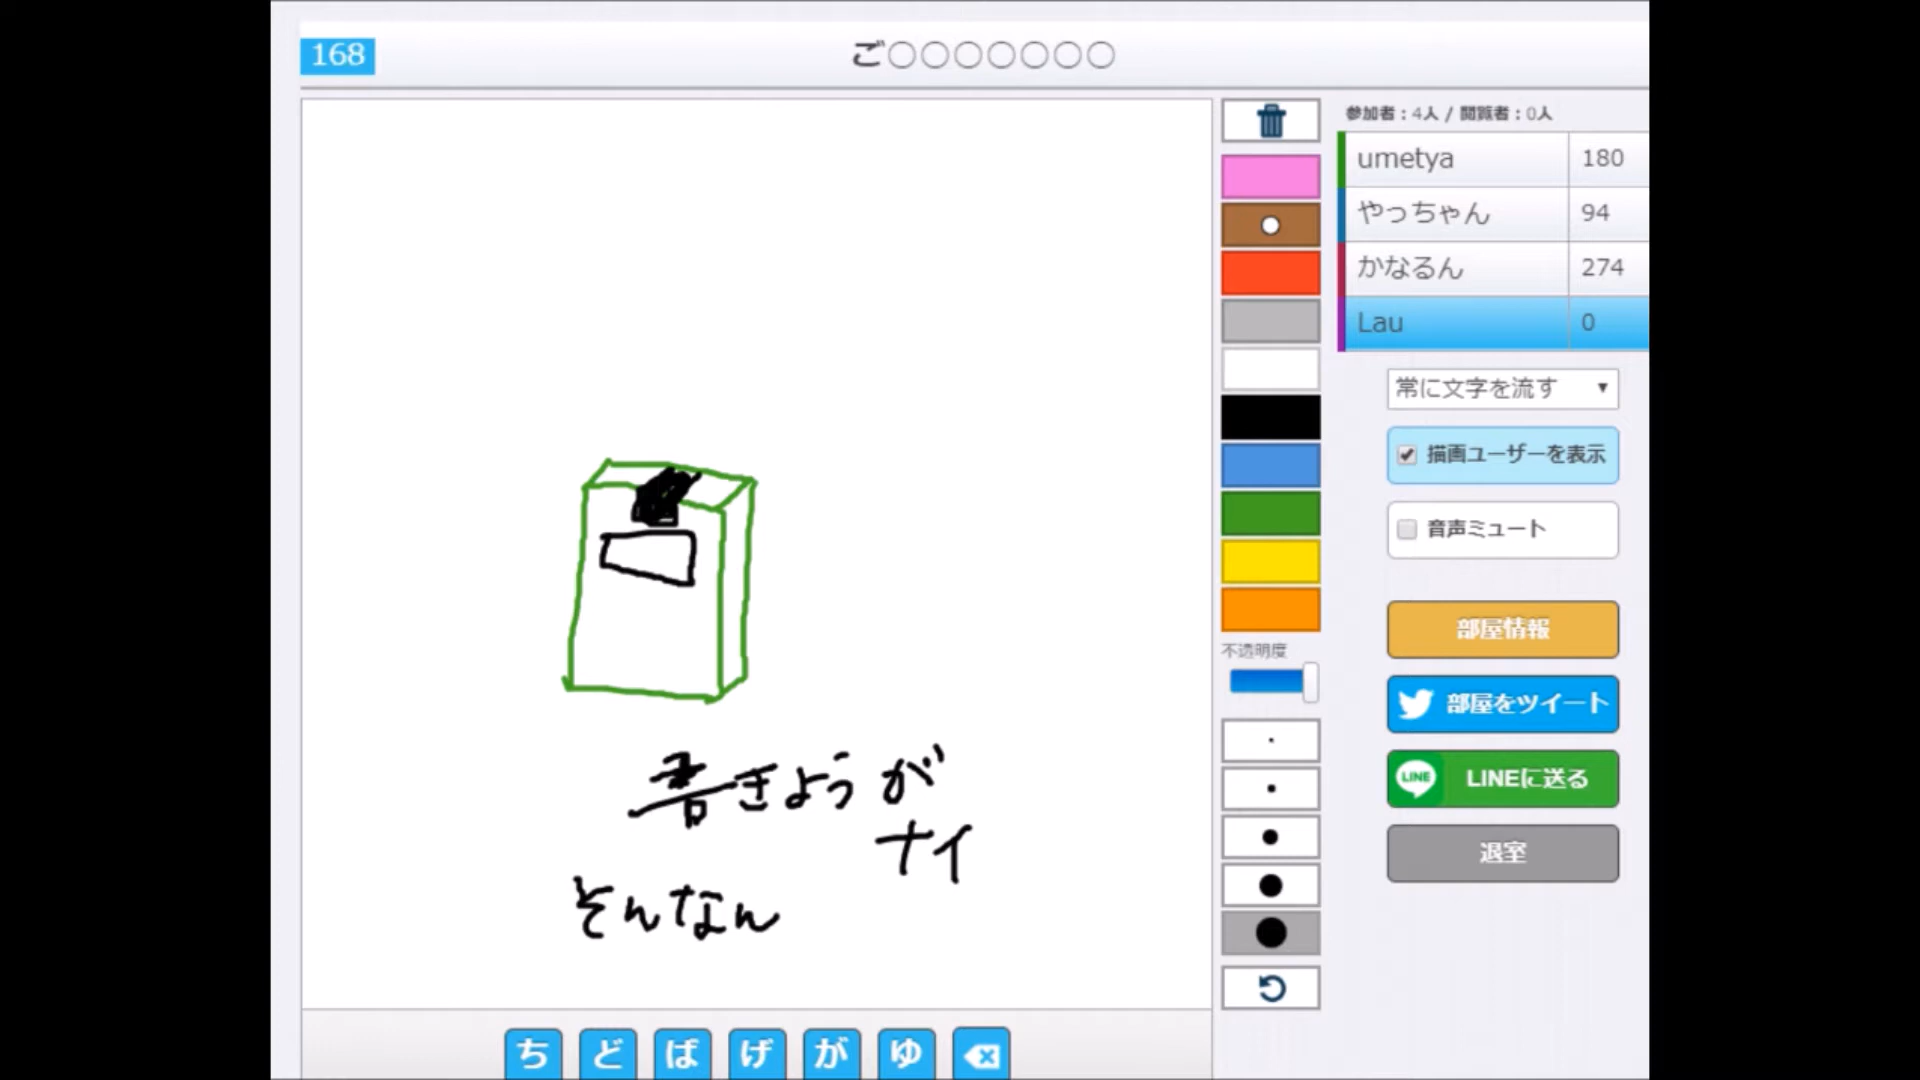 168
ご○○○○○○○
参加者：4人 / 閲覧者：0人
umetya 180
やっちゃん 94
かなるん 274
Lau 0
常に文字を流す
描画ユーザーを表示
音声ミュート
部屋情報
部屋をツイート
LINE LINEに送る
退室
不透明度
書きようが
ナイ
そんなん
ち ど ば げ が ゆ